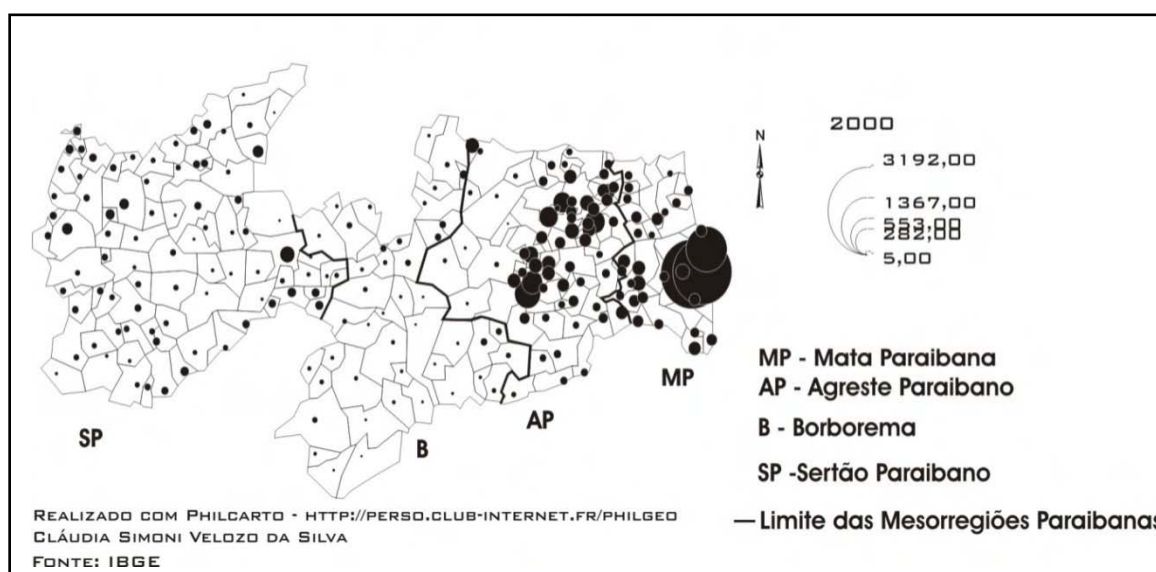 2000
N
3192,00
1367,00
553,00
282,00
5,00
MP - Mata Paraibana
AP - Agreste Paraibano
B - Borborema
SP -Sertão Paraibano
— Limite das Mesorregiões Paraibanas
MP
AP
B
SP
REALIZADO COM PHILCARTO - HTTP://PERSO.CLUB-INTERNET.FR/PHILGEO
CLÁUDIA SIMONI VELOZO DA SILVA
FONTE: IBGE